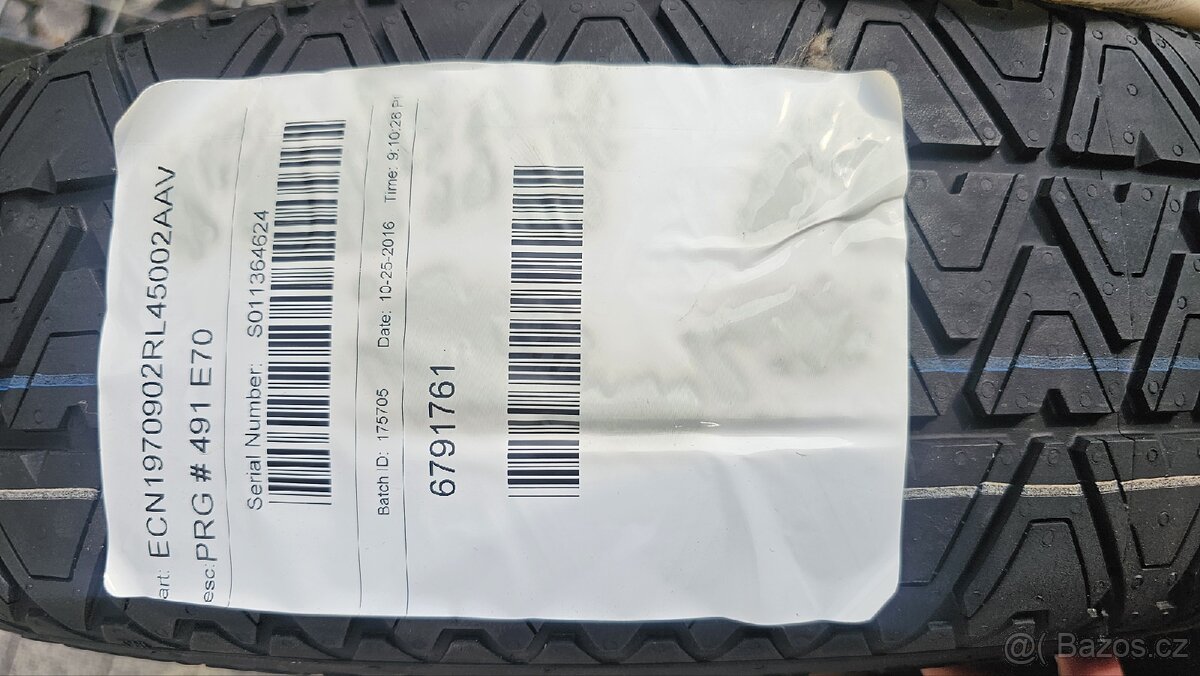 art: ECN1970902RL45002AAV
esc: PRG # 491 E70
Serial Number: S011364624
Batch ID: 175705 Date: 10-25-2016 Time: 9:10:26
6791761
@( Bazos.cz